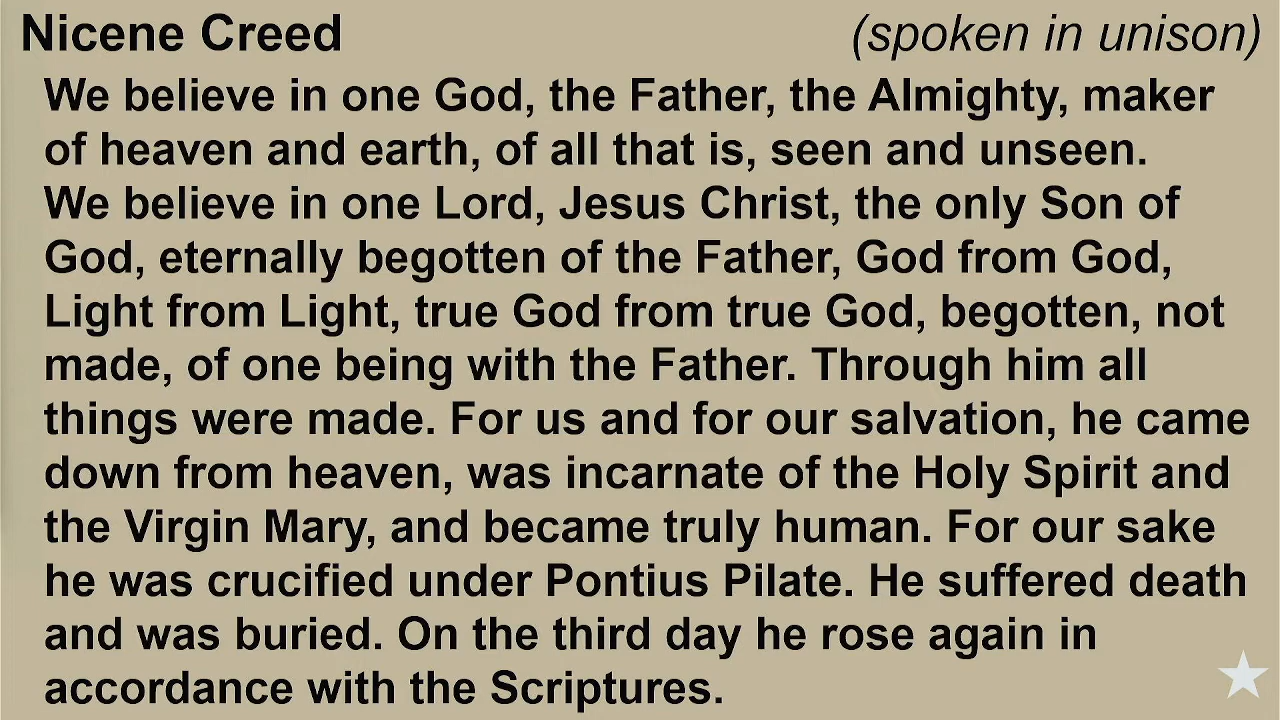 Nicene Creed (spoken in unison)
We believe in one God, the Father, the Almighty, maker
of heaven and earth, of all that is, seen and unseen.
We believe in one Lord, Jesus Christ, the only Son of
God, eternally begotten of the Father, God from God,
Light from Light, true God from true God, begotten, not
made, of one being with the Father. Through him all
things were made. For us and for our salvation, he came
down from heaven, was incarnate of the Holy Spirit and
the Virgin Mary, and became truly human. For our sake
he was crucified under Pontius Pilate. He suffered death
and was buried. On the third day he rose again in
accordance with the Scriptures.